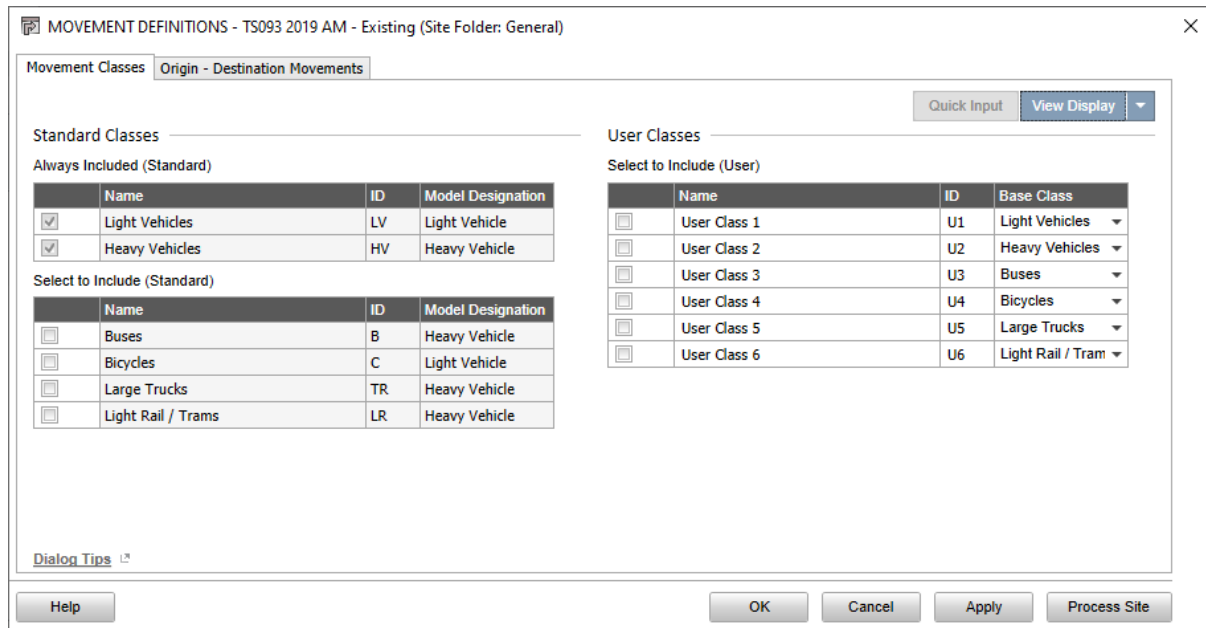 MOVEMENT DEFINITIONS - TS093 2019 AM - Existing (Site Folder: General)
Movement Classes Origin - Destination Movements
Quick Input View Display
Standard Classes
Always Included (Standard)
Name ID Model Designation
Light Vehicles LV Light Vehicle
Heavy Vehicles HV Heavy Vehicle
Select to Include (Standard)
Name ID Model Designation
Buses B Heavy Vehicle
Bicycles C Light Vehicle
Large Trucks TR Heavy Vehicle
Light Rail / Trams LR Heavy Vehicle
User Classes
Select to Include (User)
Name ID Base Class
User Class 1 U1 Light Vehicles
User Class 2 U2 Heavy Vehicles
User Class 3 U3 Buses
User Class 4 U4 Bicycles
User Class 5 U5 Large Trucks
User Class 6 U6 Light Rail / Tram
Dialog Tips
Help OK Cancel Apply Process Site